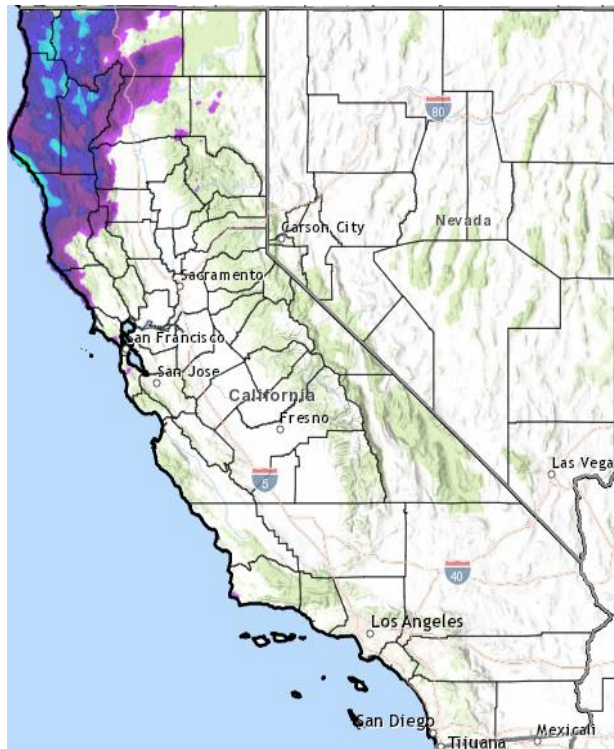 80
Nevada
Carson City
Sacramento
San Francisco
San Jose
California
Fresno
Las Vega
5
40
Los Angeles
San Diego
Tijuana
Mexicali